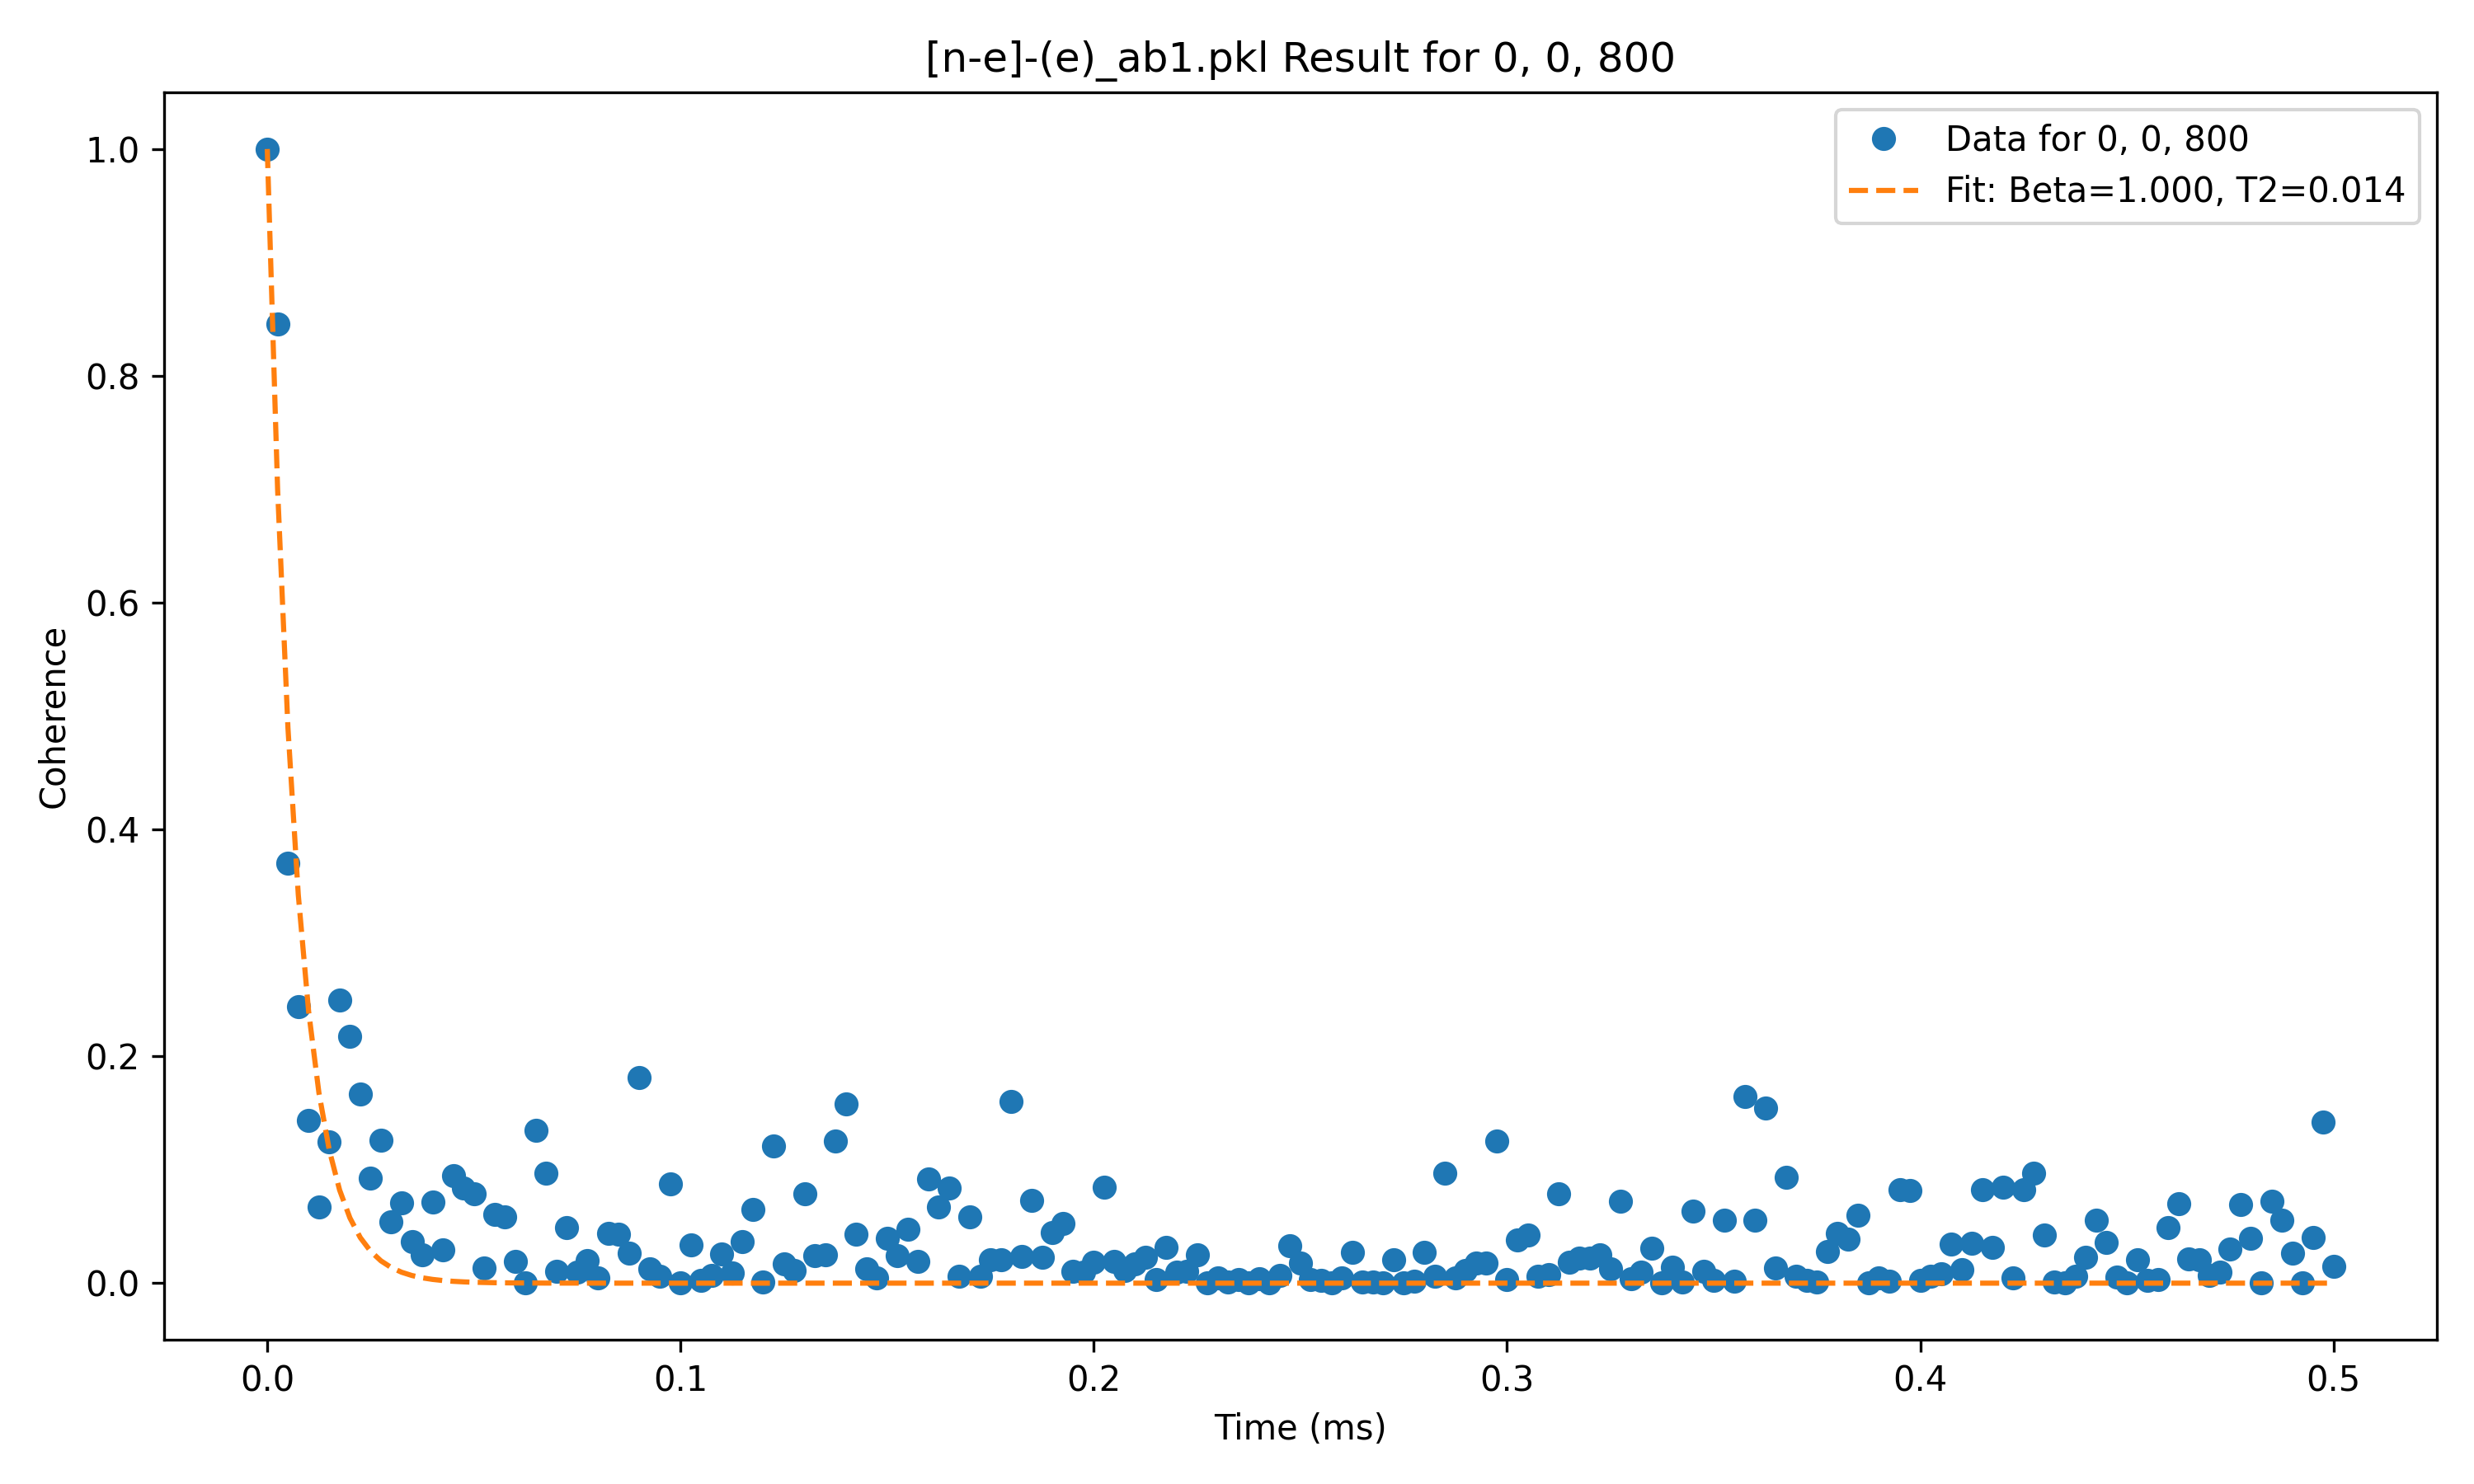 [n-e]-(e)_ab1.pkl Result for 0, 0, 800
Data for 0, 0, 800
Fit: Beta=1.000, T2=0.014
Coherence
1.0
0.8
0.6
0.4
0.2
0.0
0.0 0.1 0.2 0.3 0.4 0.5
Time (ms)